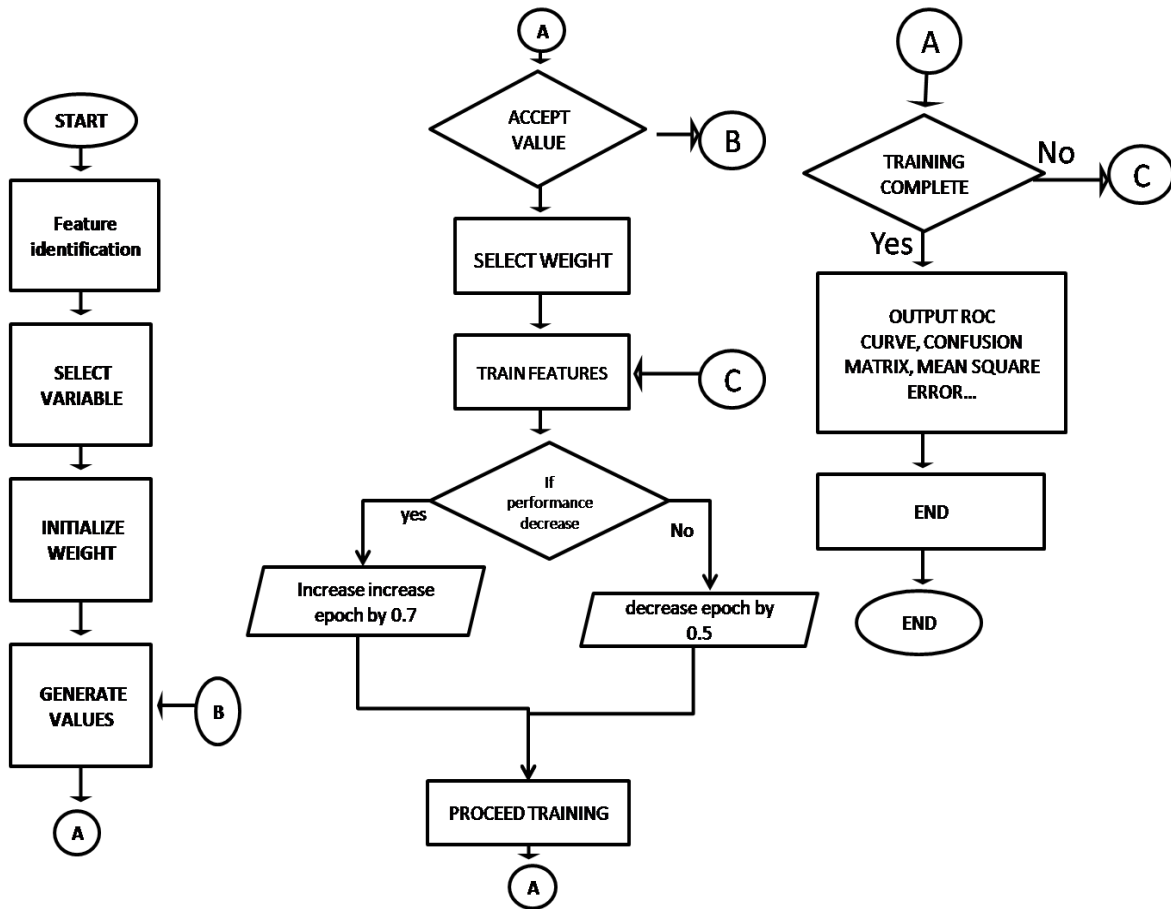 START
Feature
identification
SELECT
VARIABLE
INITIALIZE
WEIGHT
GENERATE
VALUES
B
A
A
ACCEPT
VALUE
B
SELECT WEIGHT
TRAIN FEATURES
C
If
performance
decrease
yes
No
Increase increase
epoch by 0.7
decrease epoch by
0.5
PROCEED TRAINING
A
A
TRAINING
COMPLETE
No
C
Yes
OUTPUT ROC
CURVE, CONFUSION
MATRIX, MEAN SQUARE
ERROR...
END
END